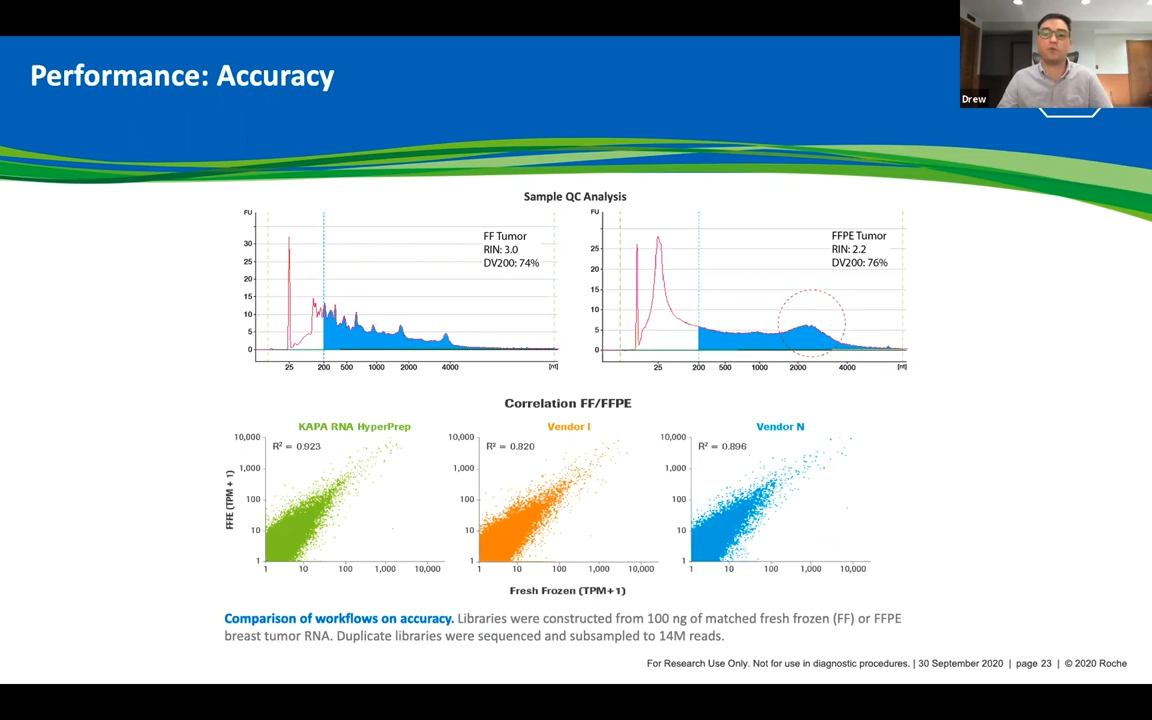 Performance: Accuracy
Drew
Sample QC Analysis
FU
30
25
20
15
10
5
0
FF Tumor
RIN: 3.0
DV200: 74%
25 200 500 1000 2000 4000 [nt]
FU
25
20
15
10
5
0
FFPE Tumor
RIN: 2.2
DV200: 76%
25 200 500 1000 2000 4000 [nt]
Correlation FF/FFPE
KAPA RNA HyperPrep
R² = 0.923
FFFE (TPM + 1)
10,000
1,000
100
10
1
1 10 100 1,000 10,000
Vendor I
R² = 0.820
10,000
1,000
100
10
1
1 10 100 1,000 10,000
Vendor N
R² = 0.896
10,000
1,000
100
10
1
1 10 100 1,000 10,000
Fresh Frozen (TPM+1)
Comparison of workflows on accuracy. Libraries were constructed from 100 ng of matched fresh frozen (FF) or FFPE
breast tumor RNA. Duplicate libraries were sequenced and subsampled to 14M reads.
For Research Use Only. Not for use in diagnostic procedures. | 30 September 2020 | page 23 | © 2020 Roche